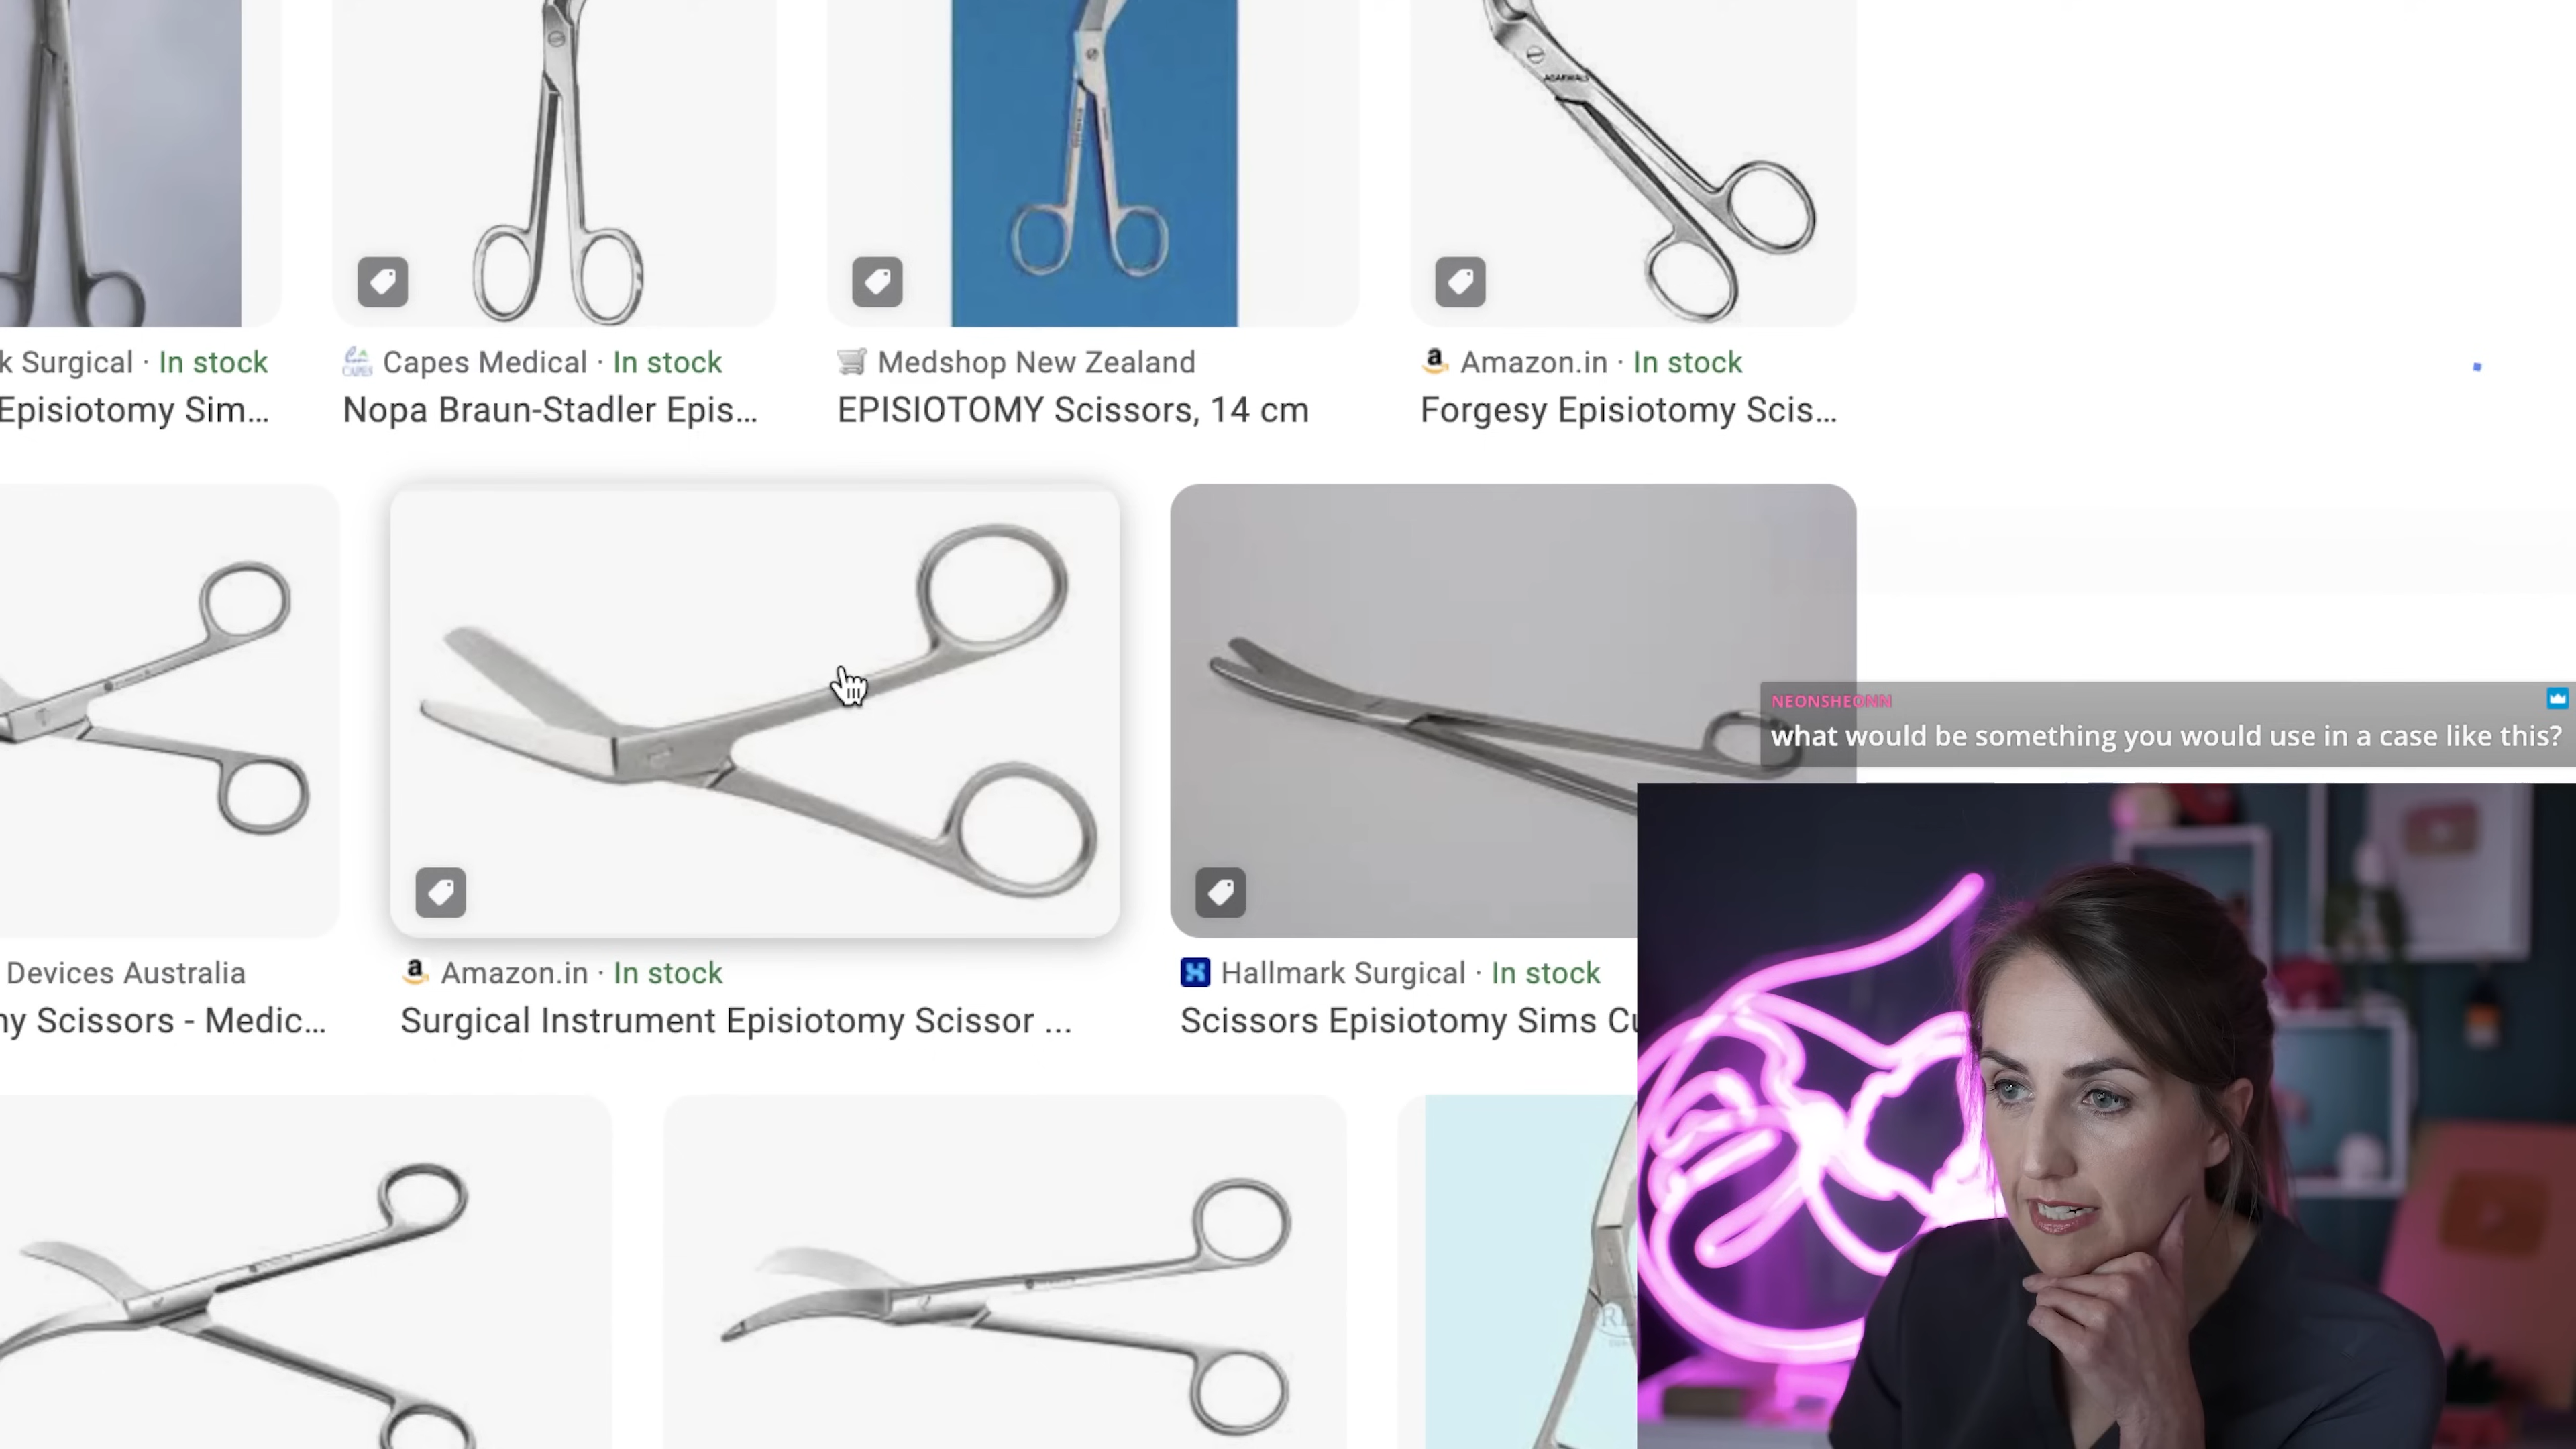 k Surgical · In stock
Episiotomy Sim...
Capes Medical · In stock
Nopa Braun-Stadler Epis...
Medshop New Zealand
EPISIOTOMY Scissors, 14 cm
AGARWALS
a Amazon.in · In stock
Forgesy Episiotomy Scis...
NEONSHEONN
what would be something you would use in a case like this?
Devices Australia
ny Scissors - Medic...
a Amazon.in · In stock
Surgical Instrument Episiotomy Scissor ...
Hallmark Surgical · In stock
Scissors Episiotomy Sims Cu